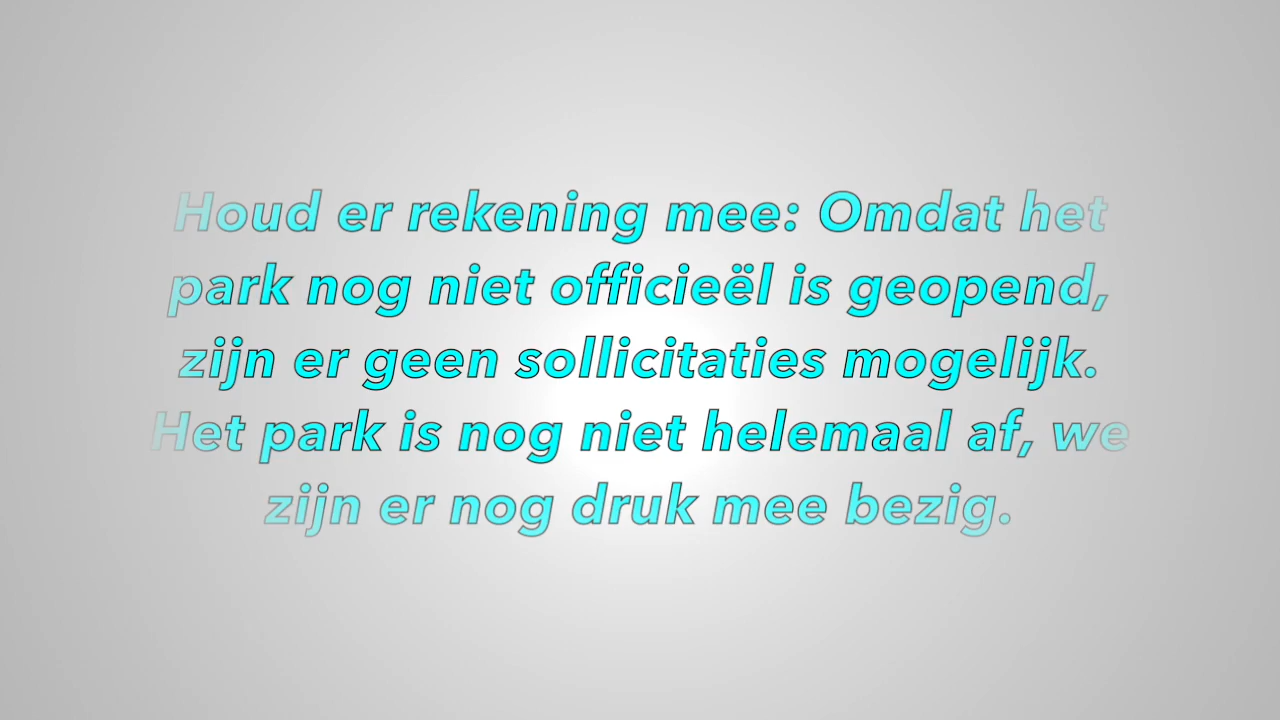 Houd er rekening mee: Omdat het
park nog niet officieël is geopend,
zijn er geen sollicitaties mogelijk.
Het park is nog niet helemaal af, we
zijn er nog druk mee bezig.